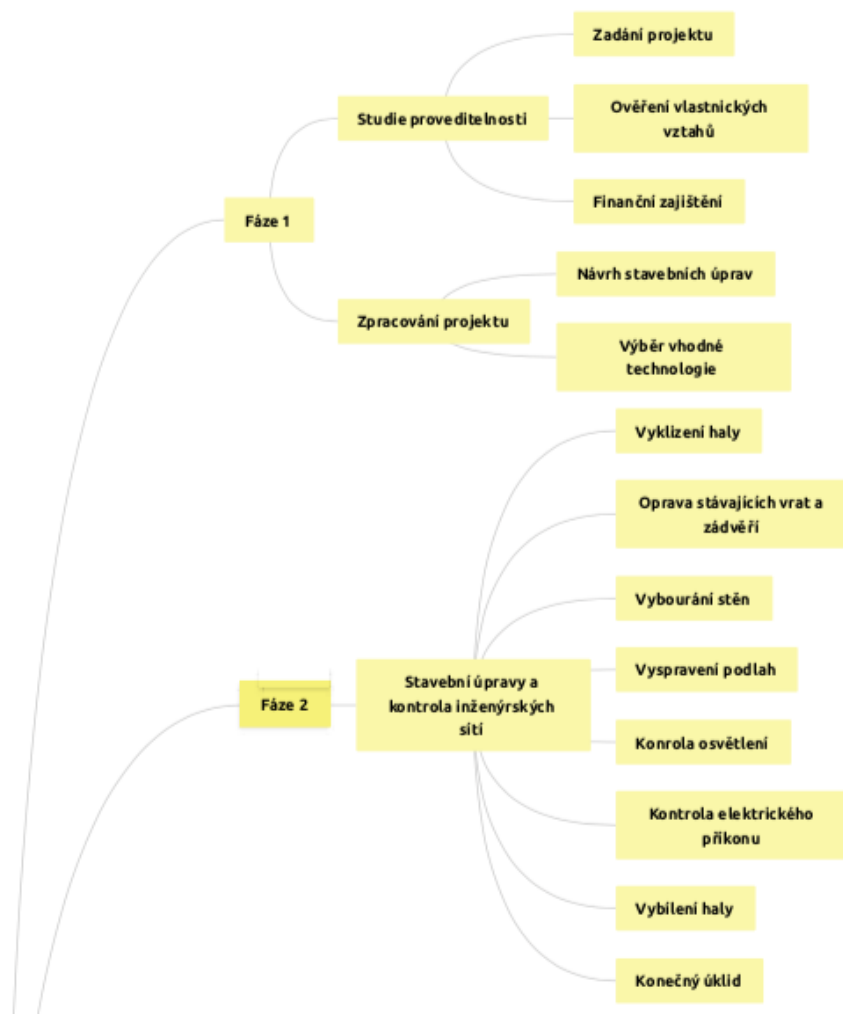 Zadání projektu
Studie proveditelnosti
Ověření vlastnických
vztahů
Finanční zajištění
Fáze 1
Návrh stavebních úprav
Zpracování projektu
Výběr vhodné
technologie
Vyklizení haly
Oprava stávajících vrat a
zádvěří
Vybourání stěn
Vyspravení podlah
Fáze 2
Stavební úpravy a
kontrola inženýrských
sítí
Konrola osvětlení
Kontrola elektrického
příkonu
Vybílení haly
Konečný úklid